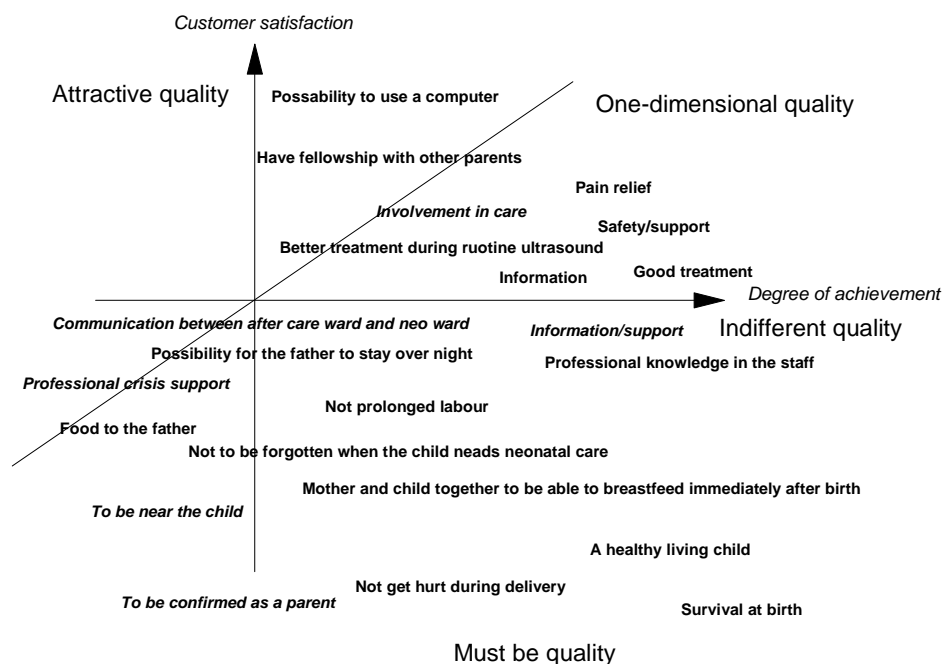 Customer satisfaction
Attractive quality
Possability to use a computer
One-dimensional quality
Have fellowship with other parents
Pain relief
Involvement in care
Safety/support
Better treatment during ruotine ultrasound
Good treatment
Information
Degree of achievement
Communication between after care ward and neo ward
Information/support
Indifferent quality
Possibility for the father to stay over night
Professional knowledge in the staff
Professional crisis support
Not prolonged labour
Food to the father
Not to be forgotten when the child neads neonatal care
Mother and child together to be able to breastfeed immediately after birth
To be near the child
A healthy living child
Not get hurt during delivery
To be confirmed as a parent
Survival at birth
Must be quality